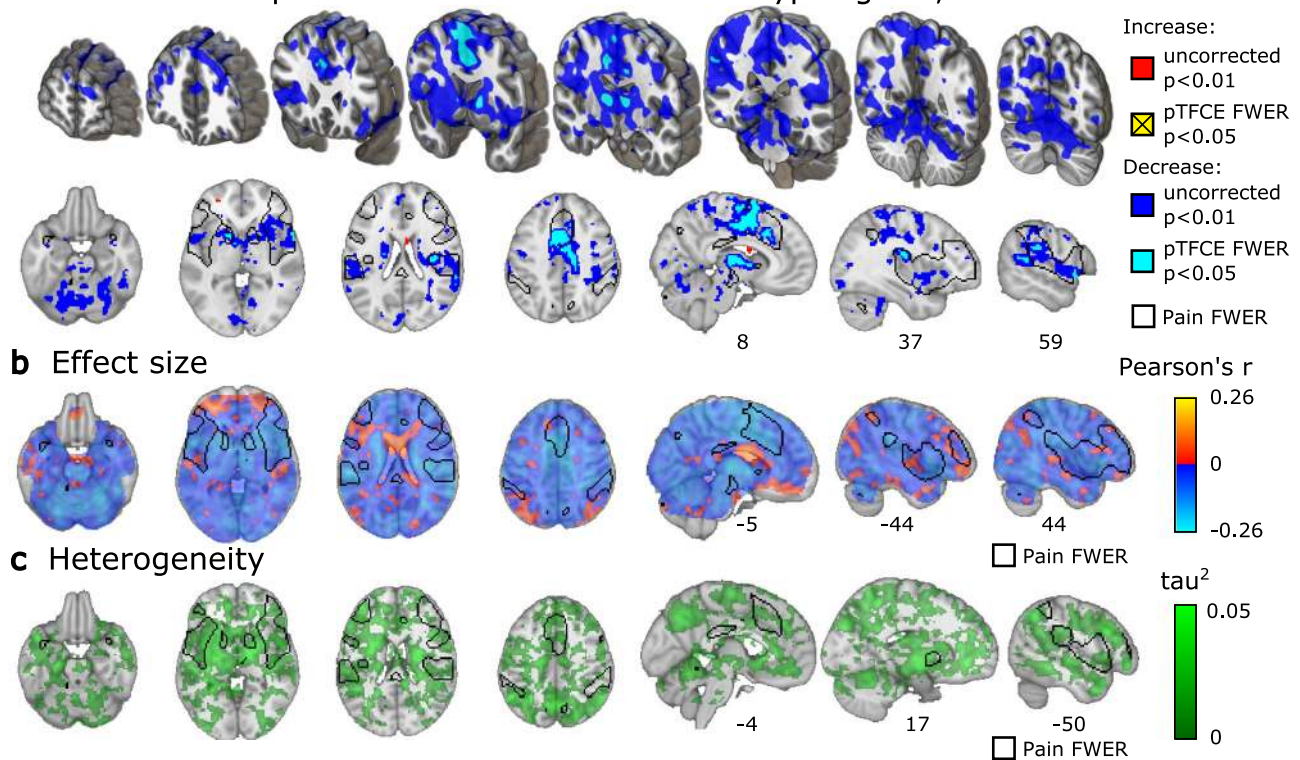 Increase:
uncorrected
p<0.01
pTFCE FWER
p<0.05
Decrease:
uncorrected
p<0.01
pTFCE FWER
p<0.05
Pain FWER
8 37 59
b Effect size
Pearson's r
0.26
0
-0.26
-5 -44 44
Pain FWER
c Heterogeneity
tau²
0.05
0
-4 17 -50
Pain FWER